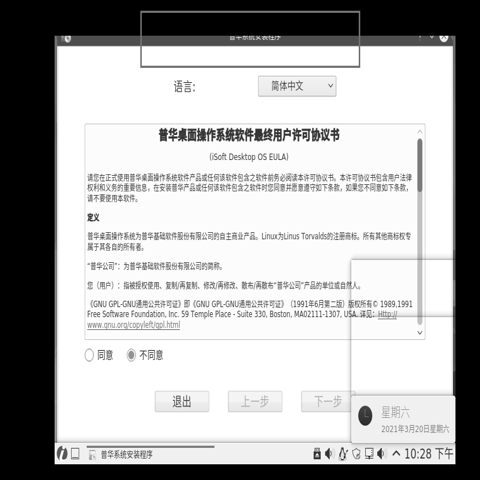 普华系统安装程序
语言:
简体中文
普华桌面操作系统软件最终用户许可协议书
(iSoft Desktop OS EULA)
请您在正式使用普华桌面操作系统软件产品或任何该软件包含之软件前务必阅读本许可协议书。本许可协议书包含用户法律
权利和义务的重要信息，在安装普华产品或任何该软件包含之软件时您同意并愿意遵守如下条款，如果您不同意如下条款，
请不要使用本软件。
定义
普华桌面操作系统为普华基础软件股份有限公司的自主商业产品。Linux为Linus Torvalds的注册商标。所有其他商标权专
属于其各自的所有者。
“普华公司”：为普华基础软件股份有限公司的简称。
您（用户）：指被授权使用、复制/再复制、修改/再修改、散布/再散布“普华公司”产品的单位或自然人。
《GNU GPL-GNU通用公共许可证》即《GNU GPL-GNU通用公共许可证》（1991年6月第二版）版权所有© 1989,1991
Free Software Foundation, Inc. 59 Temple Place - Suite 330, Boston, MA02111-1307, USA. 详见：Http://
www.gnu.org/copyleft/gpl.html
同意
不同意
退出
上一步
下一步
星期六
2021年3月20日星期六
普华系统安装程序
10:28 下午